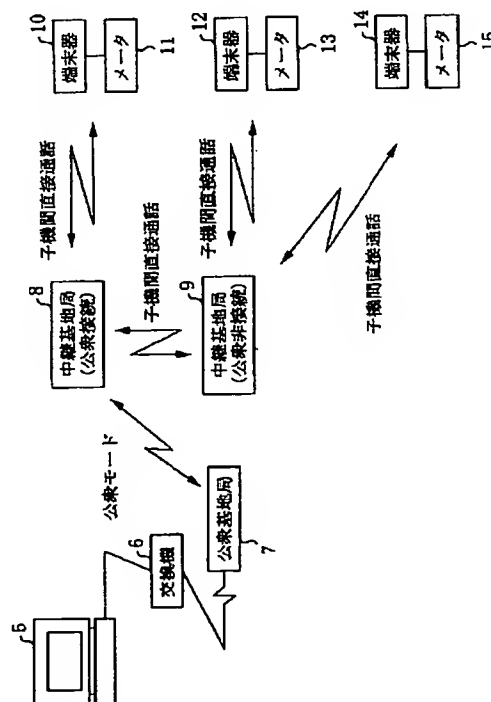 5
6
交換機
公衆基地局
7
公衆モード
8
中継基地局
(公衆接続)
子機間直接通話
9
中継基地局
(公衆非接続)
子機間直接通話
10
端末器
メータ
11
子機間直接通話
12
端末器
メータ
13
子機間直接通話
14
端末器
メータ
15